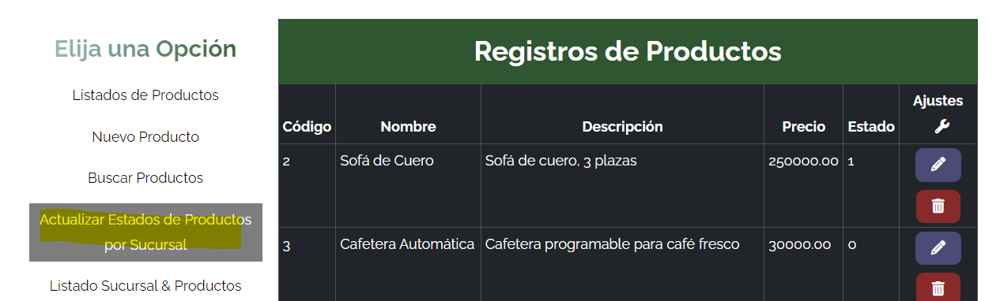 Elija una Opción
Listados de Productos
Nuevo Producto
Buscar Productos
Actualizar Estados de Productos
por Sucursal
Listado Sucursal & Productos
Registros de Productos
Código Nombre Descripción Precio Estado Ajustes
2 Sofá de Cuero Sofá de cuero, 3 plazas 250000.00 1
3 Cafetera Automática Cafetera programable para café fresco 30000.00 0